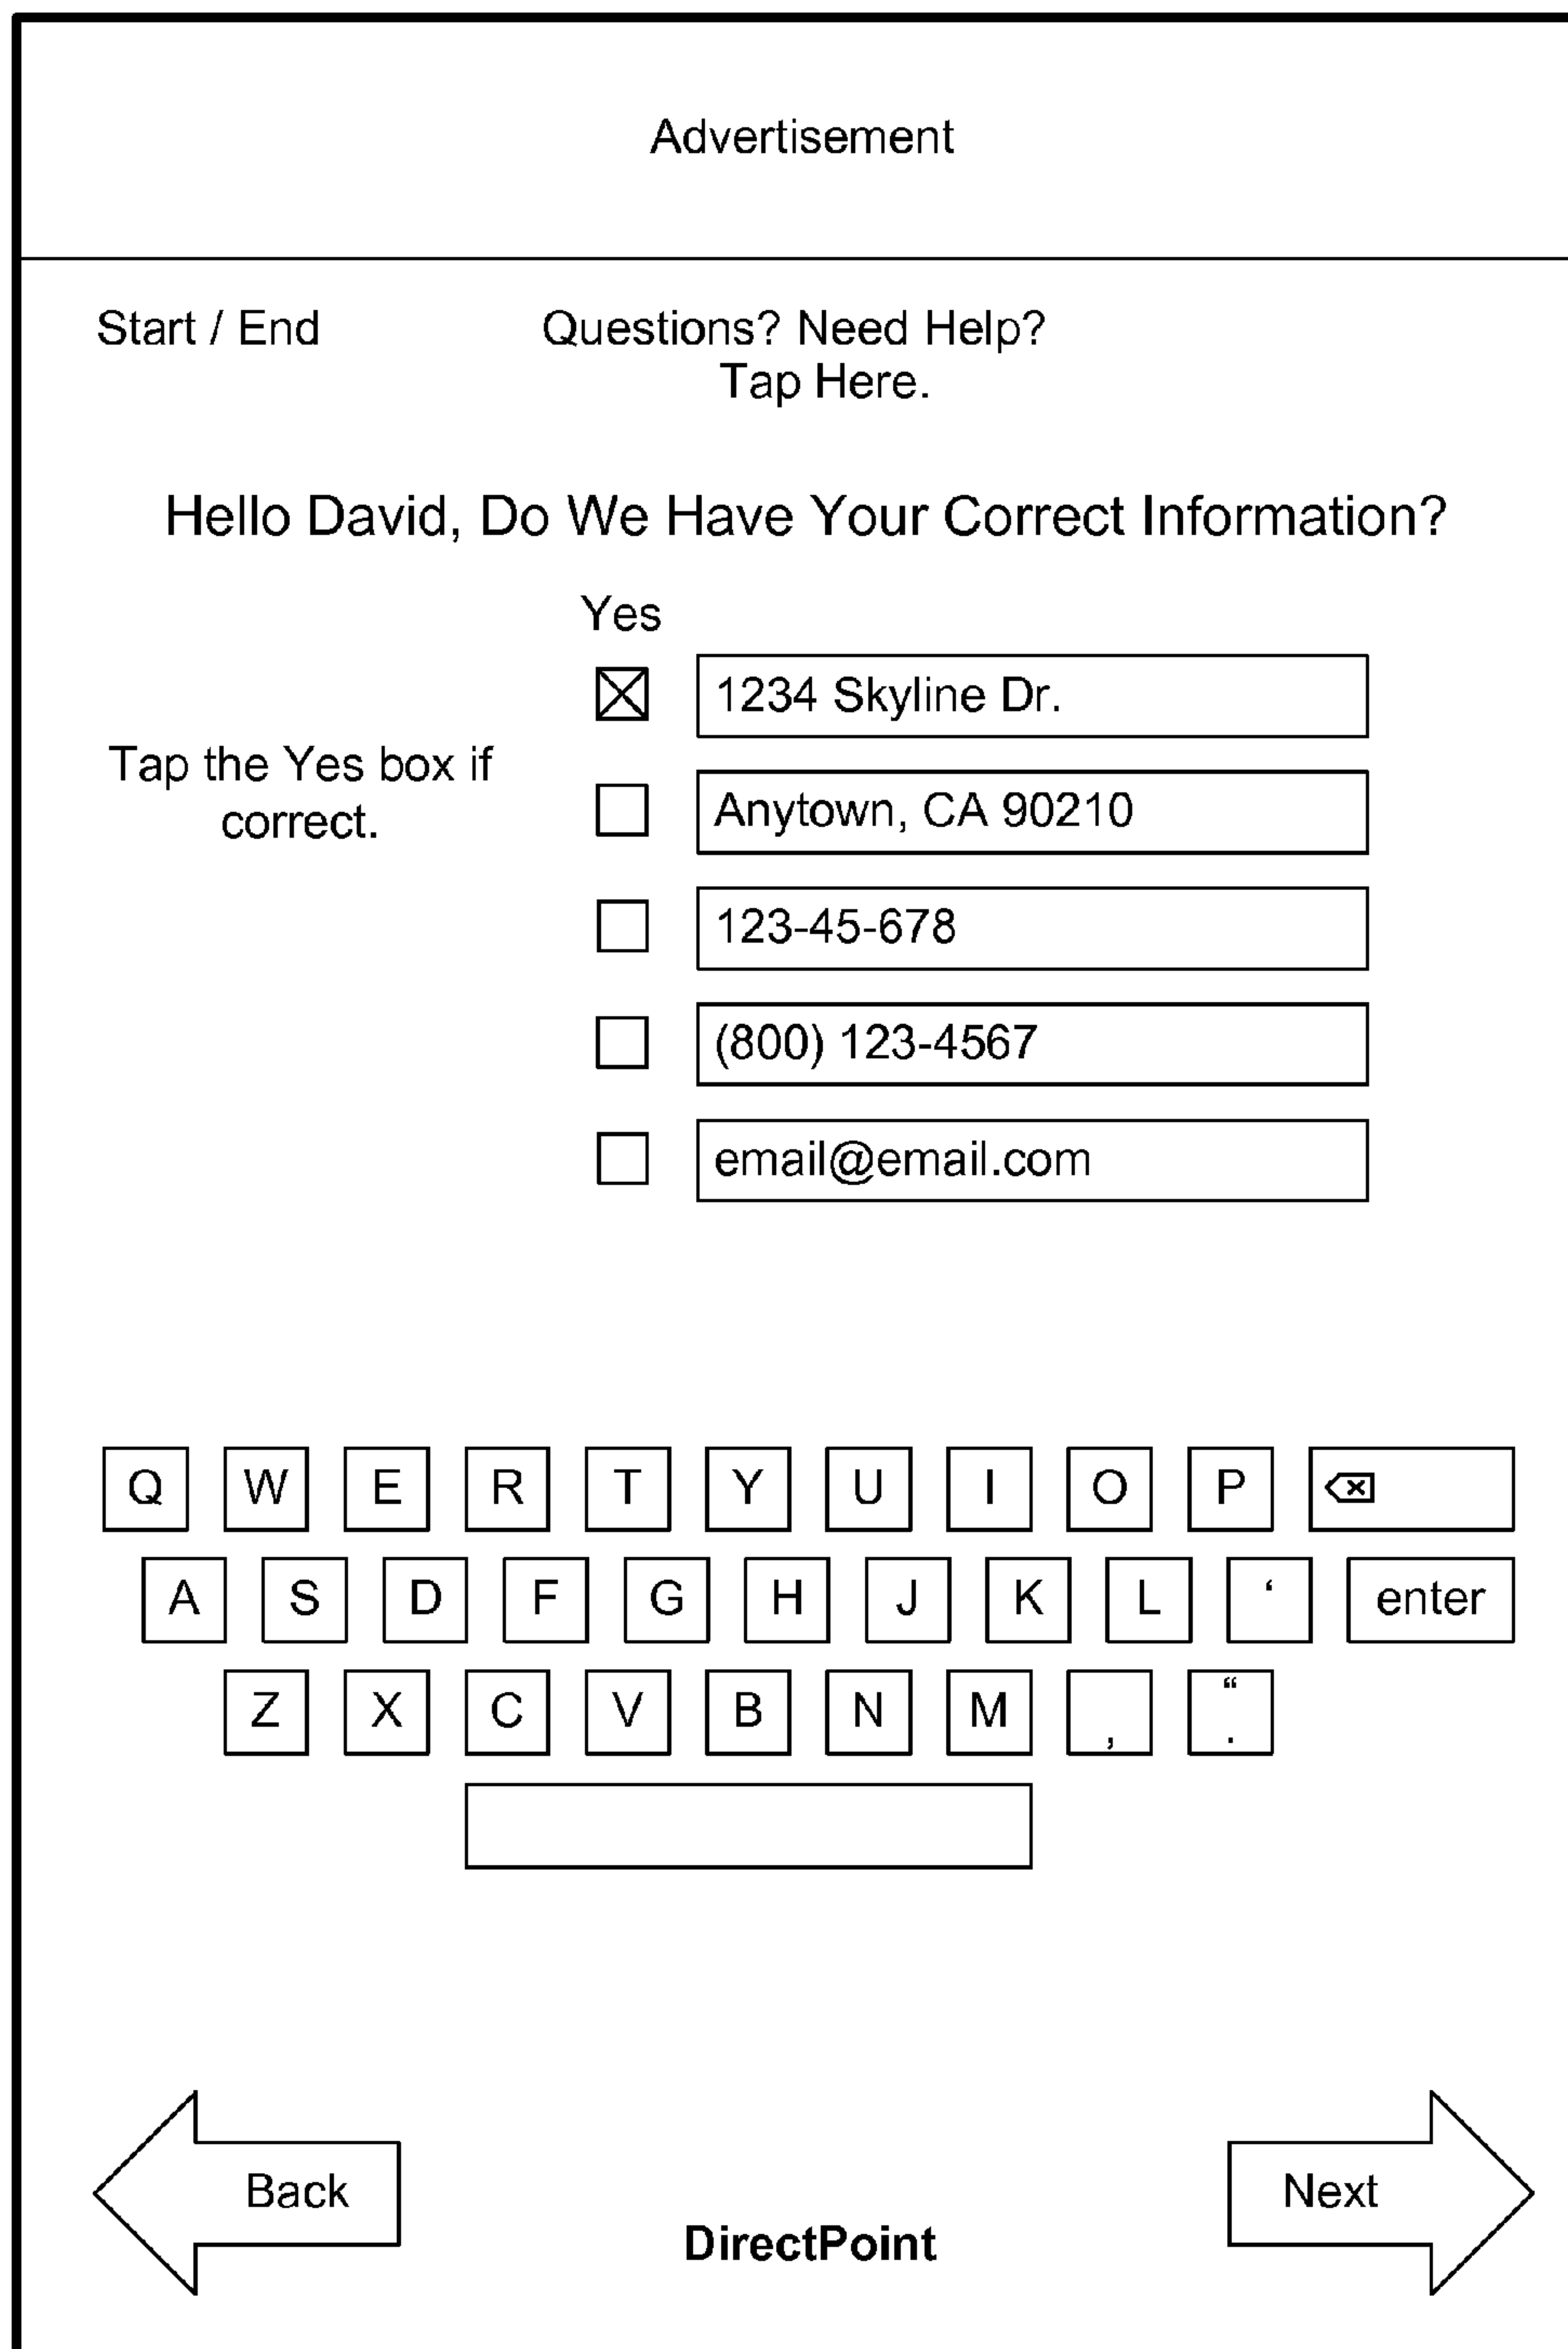 Advertisement
Start / End
Questions? Need Help?
Tap Here.
Hello David, Do We Have Your Correct Information?
Yes
1234 Skyline Dr.
Tap the Yes box if
correct.
Anytown, CA 90210
123-45-678
(800) 123-4567
email@email.com
Q W E R T Y U I O P
A S D F G H J K L ‘ enter
Z X C V B N M , “ .
Back
Next
DirectPoint